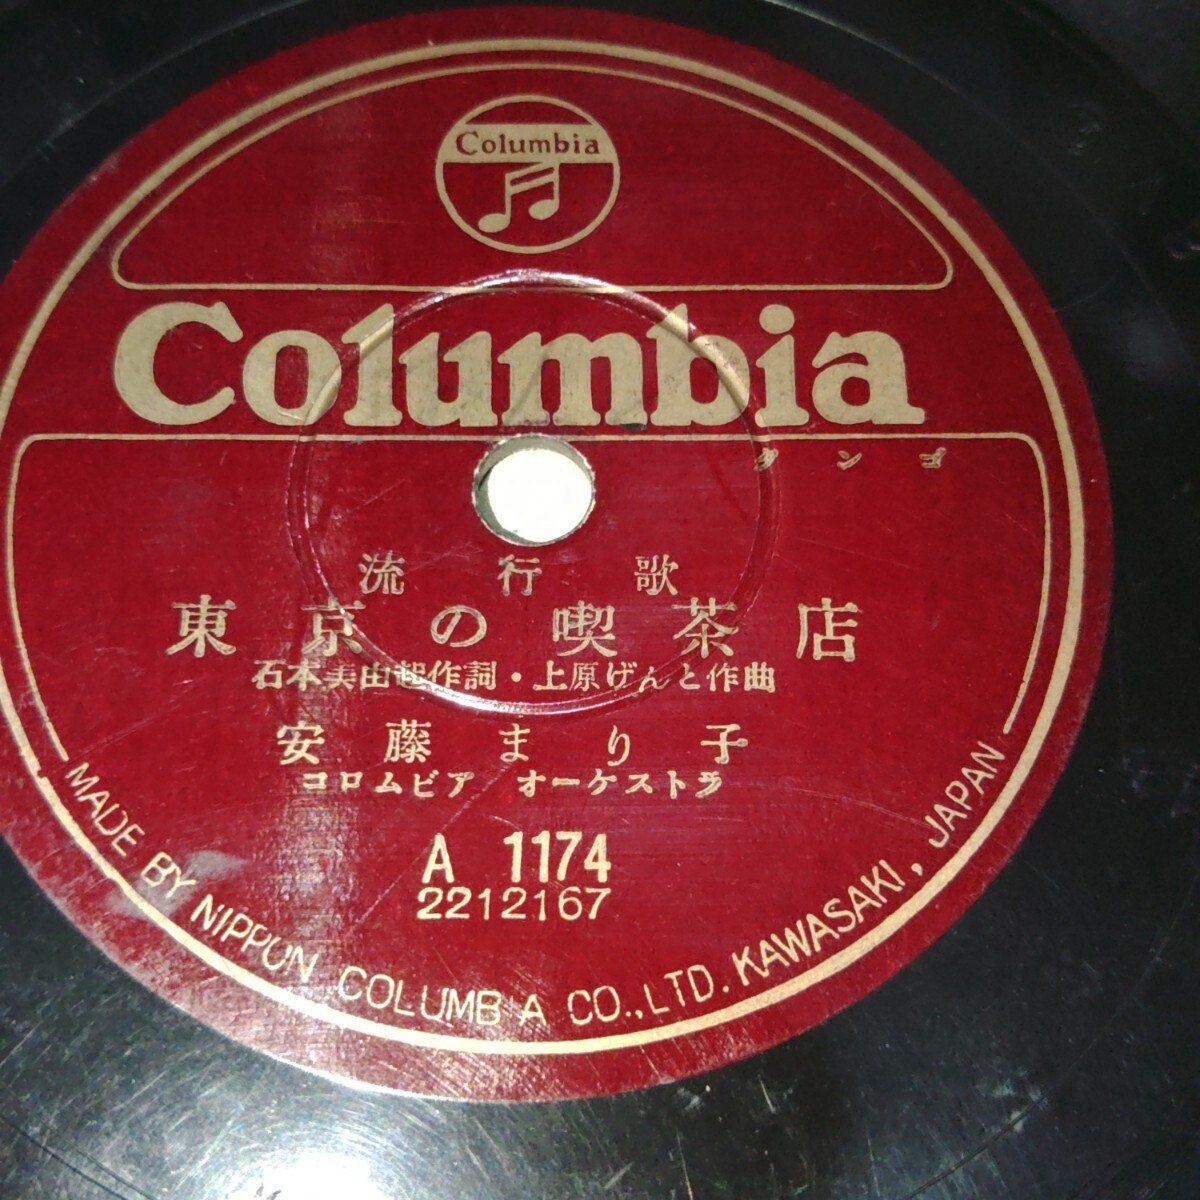 Columbia
Columbia
タンゴ
流行歌
東京の喫茶店
石本美由起作詞・上原げんと作曲
安藤まり子
コロムビア オーケストラ
A 1174
2212167
MADE BY NIPPON COLUMBIA CO., LTD. KAWASAKI, JAPAN